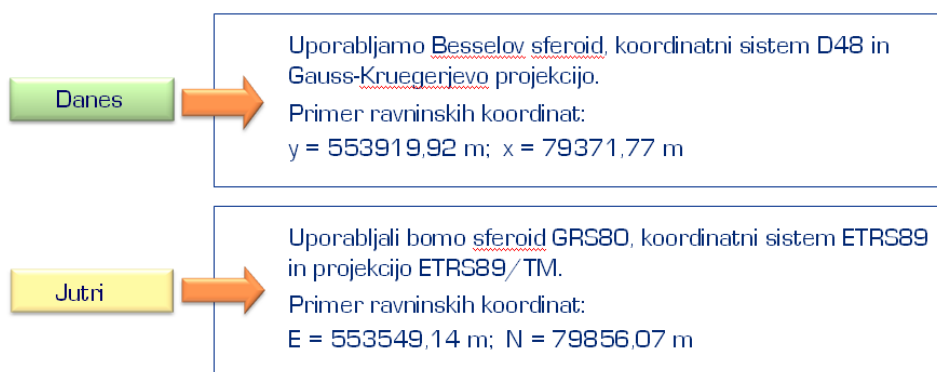 Danes
Uporabljamo Besselov sferoid, koordinatni sistem D48 in
Gauss-Kruegerjevo projekcijo.
Primer ravninskih koordinat:
y = 553919,92 m; x = 79371,77 m
Jutri
Uporabljali bomo sferoid GRS80, koordinatni sistem ETRS89
in projekcijo ETRS89/TM.
Primer ravninskih koordinat:
E = 553549,14 m; N = 79856,07 m